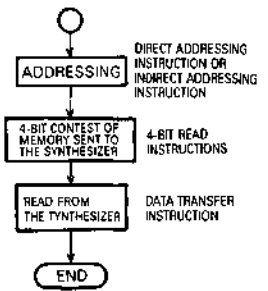 DIRECT ADDRESSING
INSTRUCTION OR
INDIRECT ADDRESSING
INSTRUCTION
ADDRESSING
4-BIT CONTEST OF
MEMORY SENT TO
THE SYNTHESIZER
4-BIT READ
INSTRUCTIONS
READ FROM
THE TYNTHESIZER
DATA TRANSFER
INSTRUCTION
END